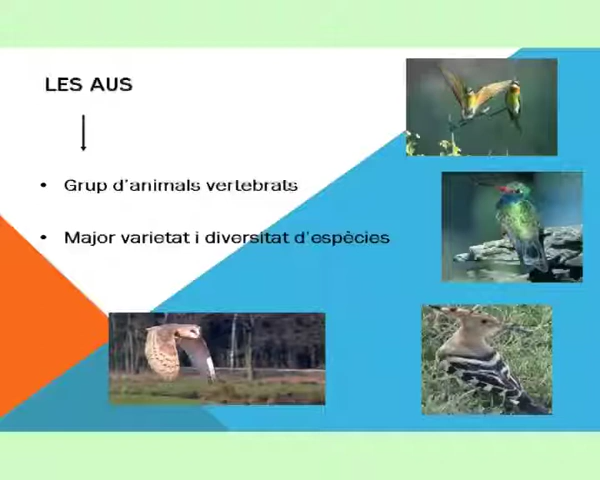 LES AUS
• Grup d'animals vertebrats
• Major varietat i diversitat d'espècies